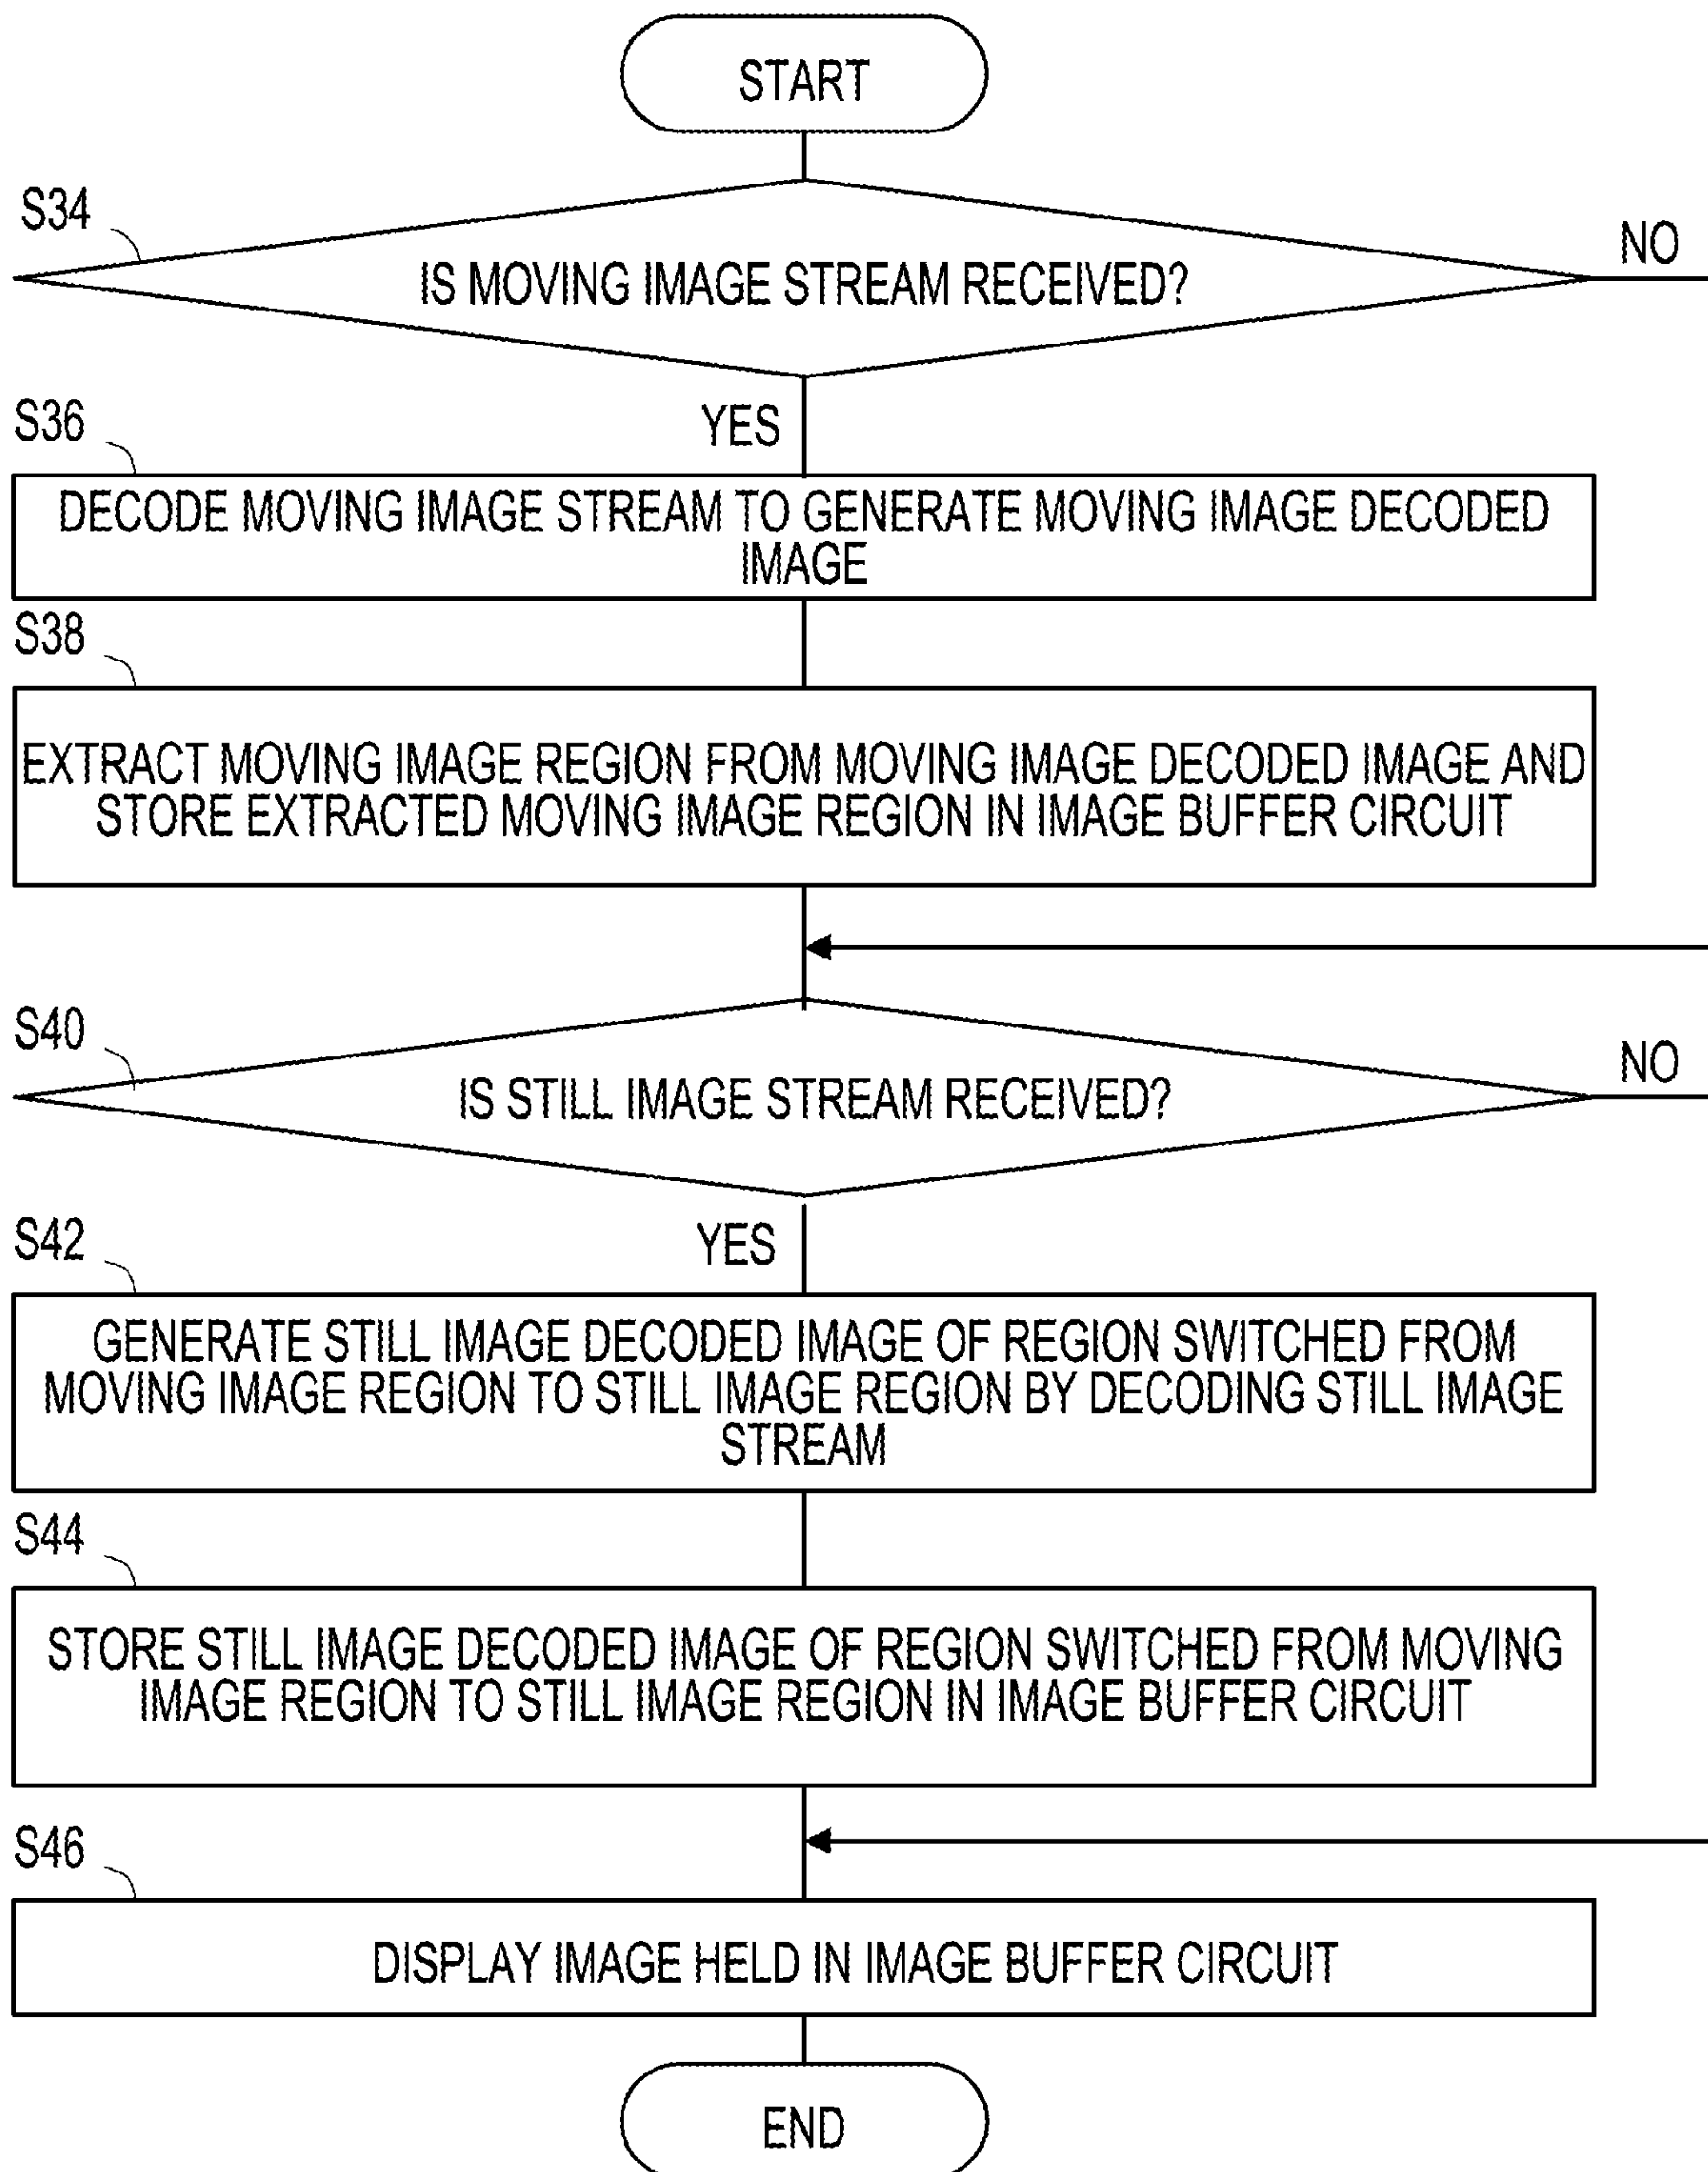 START
S34
IS MOVING IMAGE STREAM RECEIVED?
NO
YES
S36
DECODE MOVING IMAGE STREAM TO GENERATE MOVING IMAGE DECODED
IMAGE
S38
EXTRACT MOVING IMAGE REGION FROM MOVING IMAGE DECODED IMAGE AND
STORE EXTRACTED MOVING IMAGE REGION IN IMAGE BUFFER CIRCUIT
S40
IS STILL IMAGE STREAM RECEIVED?
NO
YES
S42
GENERATE STILL IMAGE DECODED IMAGE OF REGION SWITCHED FROM
MOVING IMAGE REGION TO STILL IMAGE REGION BY DECODING STILL IMAGE
STREAM
S44
STORE STILL IMAGE DECODED IMAGE OF REGION SWITCHED FROM MOVING
IMAGE REGION TO STILL IMAGE REGION IN IMAGE BUFFER CIRCUIT
S46
DISPLAY IMAGE HELD IN IMAGE BUFFER CIRCUIT
END